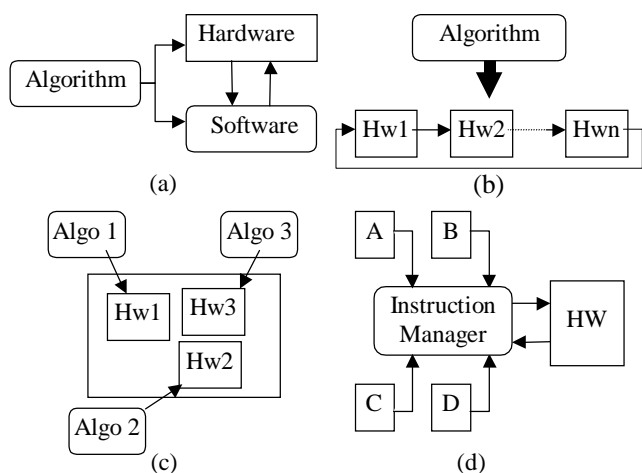 Hardware
Algorithm
Software
(a)
Algorithm
Hw1
Hw2
Hwn
(b)
Algo 1
Algo 3
Hw1
Hw3
Hw2
Algo 2
(c)
A
B
Instruction
Manager
HW
C
D
(d)